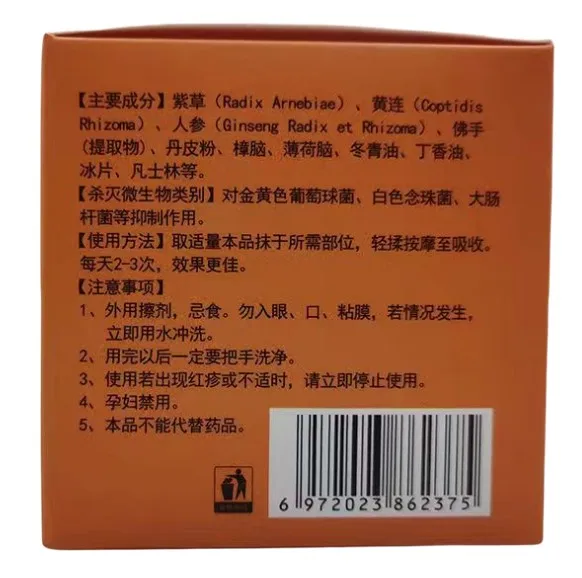 【主要成分】紫草（Radix Arnebiae）、黄连（Coptidis
Rhizoma）、人参（Ginseng Radix et Rhizoma）、佛手
(提取物)、丹皮粉、樟脑、薄荷脑、冬青油、丁香油、
冰片、凡士林等。
【杀灭微生物类别】对金黄色葡萄球菌、白色念珠菌、大肠
杆菌等抑制作用。
【使用方法】取适量本品抹于所需部位，轻揉按摩至吸收。
每天2-3次，效果更佳。
【注意事项】
1、外用擦剂，忌食。勿入眼、口、粘膜，若情况发生，
立即用水冲洗。
2、用完以后一定要把手洗净。
3、使用若出现红疹或不适时，请立即停止使用。
4、孕妇禁用。
5、本品不能代替药品。
6 972023 862375